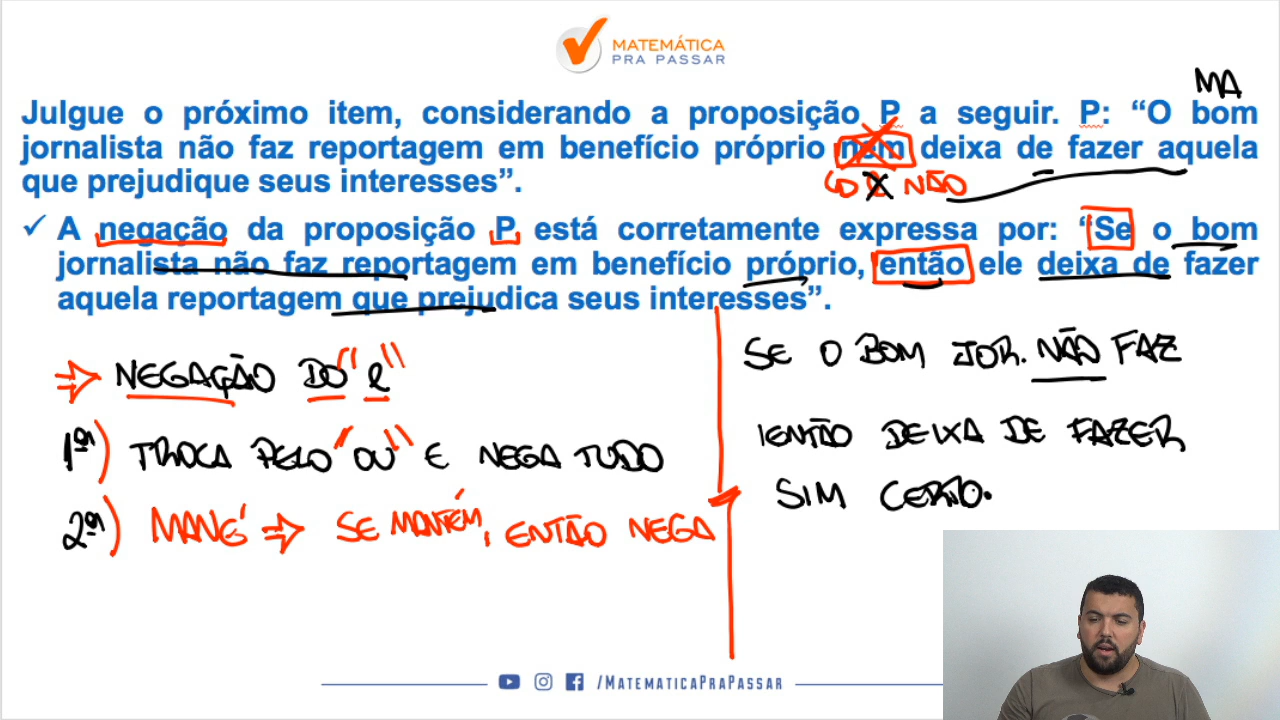 MATEMÁTICA
PRA PASSAR
MA
Julgue o próximo item, considerando a proposição P a seguir. P: “O bom
jornalista não faz reportagem em benefício próprio nem deixa de fazer aquela
que prejudique seus interesses”.
NÃO
✓ A negação da proposição P está corretamente expressa por: “Se o bom
jornalista não faz reportagem em benefício próprio, então ele deixa de fazer
aquela reportagem que prejudica seus interesses”.
⇒ NEGAÇÃO DO "e"
1ª) TROCA PELO "OU" E NEGA TUDO
2ª) MANÉ ⇒ SE MANTÉM, ENTÃO NEGA
SE O BOM JOR. NÃO FAZ
ENTÃO DEIXA DE FAZER
SIM CERTO.
/MATEMATICAPRAPASSAR